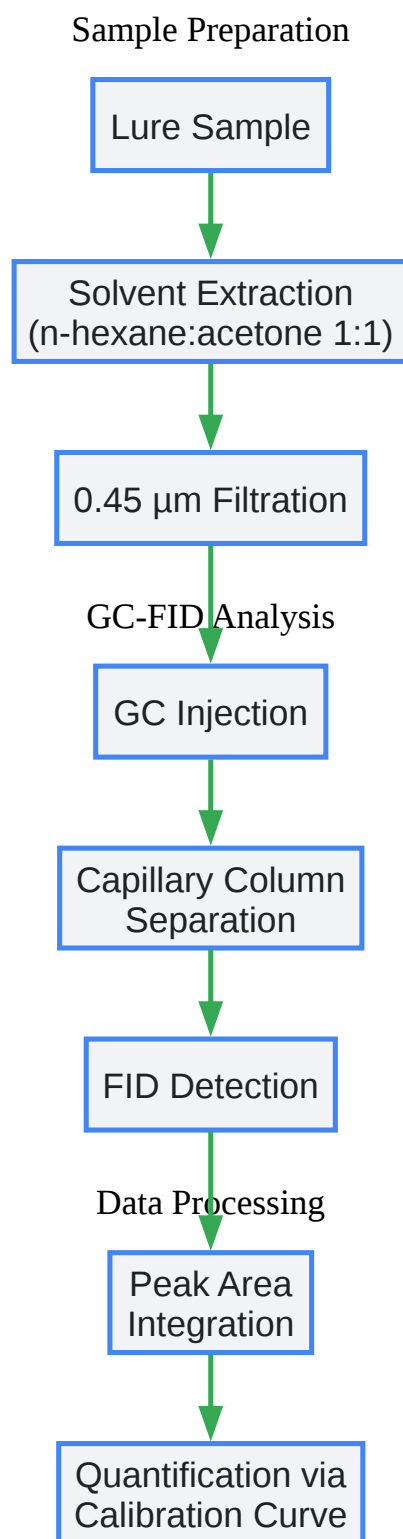 Sample Preparation
Lure Sample
Solvent Extraction
(n-hexane:acetone 1:1)
0.45 µm Filtration
GC-FID Analysis
GC Injection
Capillary Column
Separation
FID Detection
Data Processing
Peak Area
Integration
Quantification via
Calibration Curve